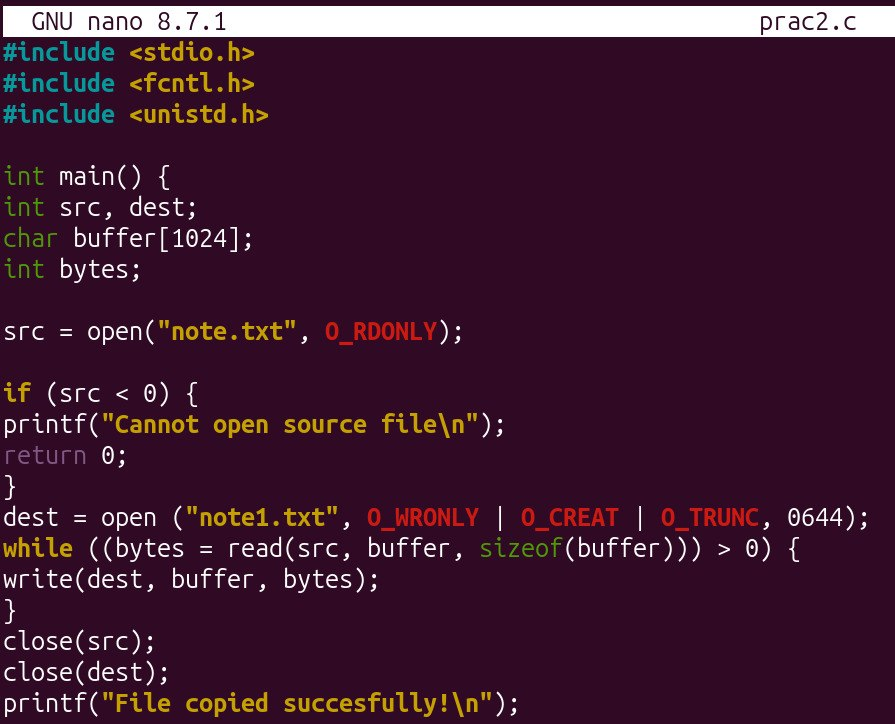 GNU nano 8.7.1 prac2.c
#include <stdio.h>
#include <fcntl.h>
#include <unistd.h>
int main() {
int src, dest;
char buffer[1024];
int bytes;
src = open("note.txt", O_RDONLY);
if (src < 0) {
printf("Cannot open source file\n");
return 0;
}
dest = open ("note1.txt", O_WRONLY | O_CREAT | O_TRUNC, 0644);
while ((bytes = read(src, buffer, sizeof(buffer))) > 0) {
write(dest, buffer, bytes);
}
close(src);
close(dest);
printf("File copied succesfully!\n");